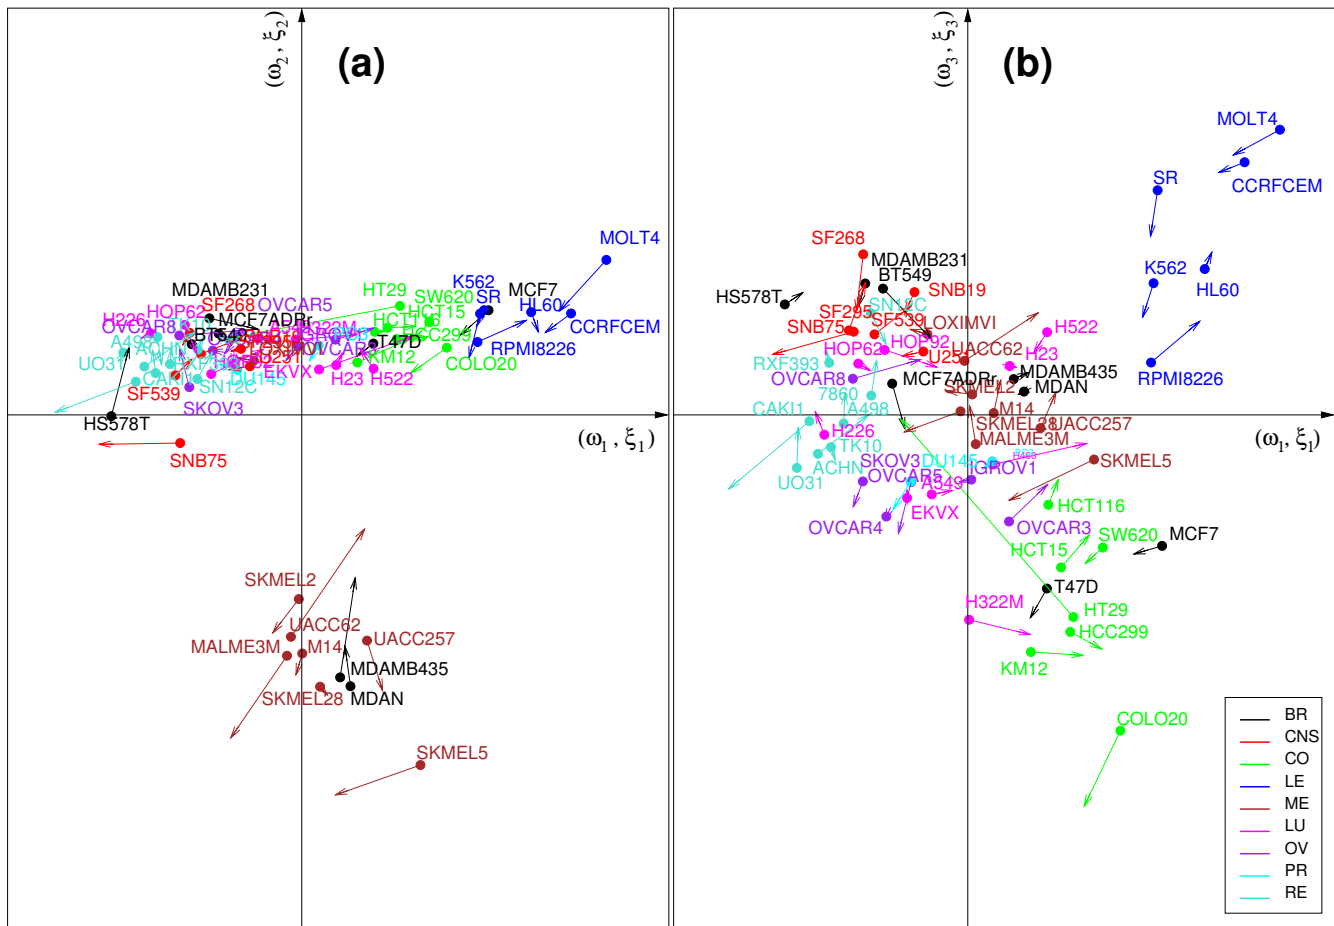 (a)
(ω2 , ξ2)
MOLT4
K562
MCF7
SR
HL60
CCRFCEM
RPMI8226
HT29
SW620
HCT15
HCT116
HCC299
COLO20
KM12
T47D
MDAMB231
OVCAR5
SF268
HOP62
H226
OVCAR8
MCF7ADRr
H322M
BT549
A498
ACHN
UO31
CAKI1
SF539
SN12C
DU145
SKOV3
EKVX
H23
H522
HS578T
(ω1 , ξ1)
SNB75
SKMEL2
UACC62
MALME3M
M14
UACC257
MDAMB435
SKMEL28
MDAN
SKMEL5
(b)
(ω3 , ξ3)
MOLT4
CCRFCEM
SR
K562
HL60
RPMI8226
SF268
MDAMB231
BT549
HS578T
SNB19
SN12C
SF295
SNB75
SF539
LOXIMVI
H522
HOP62
HOP92
U251
H23
RXF393
OVCAR8
MCF7ADRr
MDAMB435
SKMEL2
MDAN
7860
A498
CAKI1
M14
SKMEL28
UACC257
(ω1 , ξ1)
H226
TK10
MALME3M
ACHN
SKOV3
DU145
SKMEL5
UO31
OVCAR5
A549
IGROV1
HCT116
OVCAR4
EKVX
OVCAR3
MCF7
HCT15
SW620
T47D
H322M
HT29
HCC299
KM12
COLO20
BR
CNS
CO
LE
ME
LU
OV
PR
RE